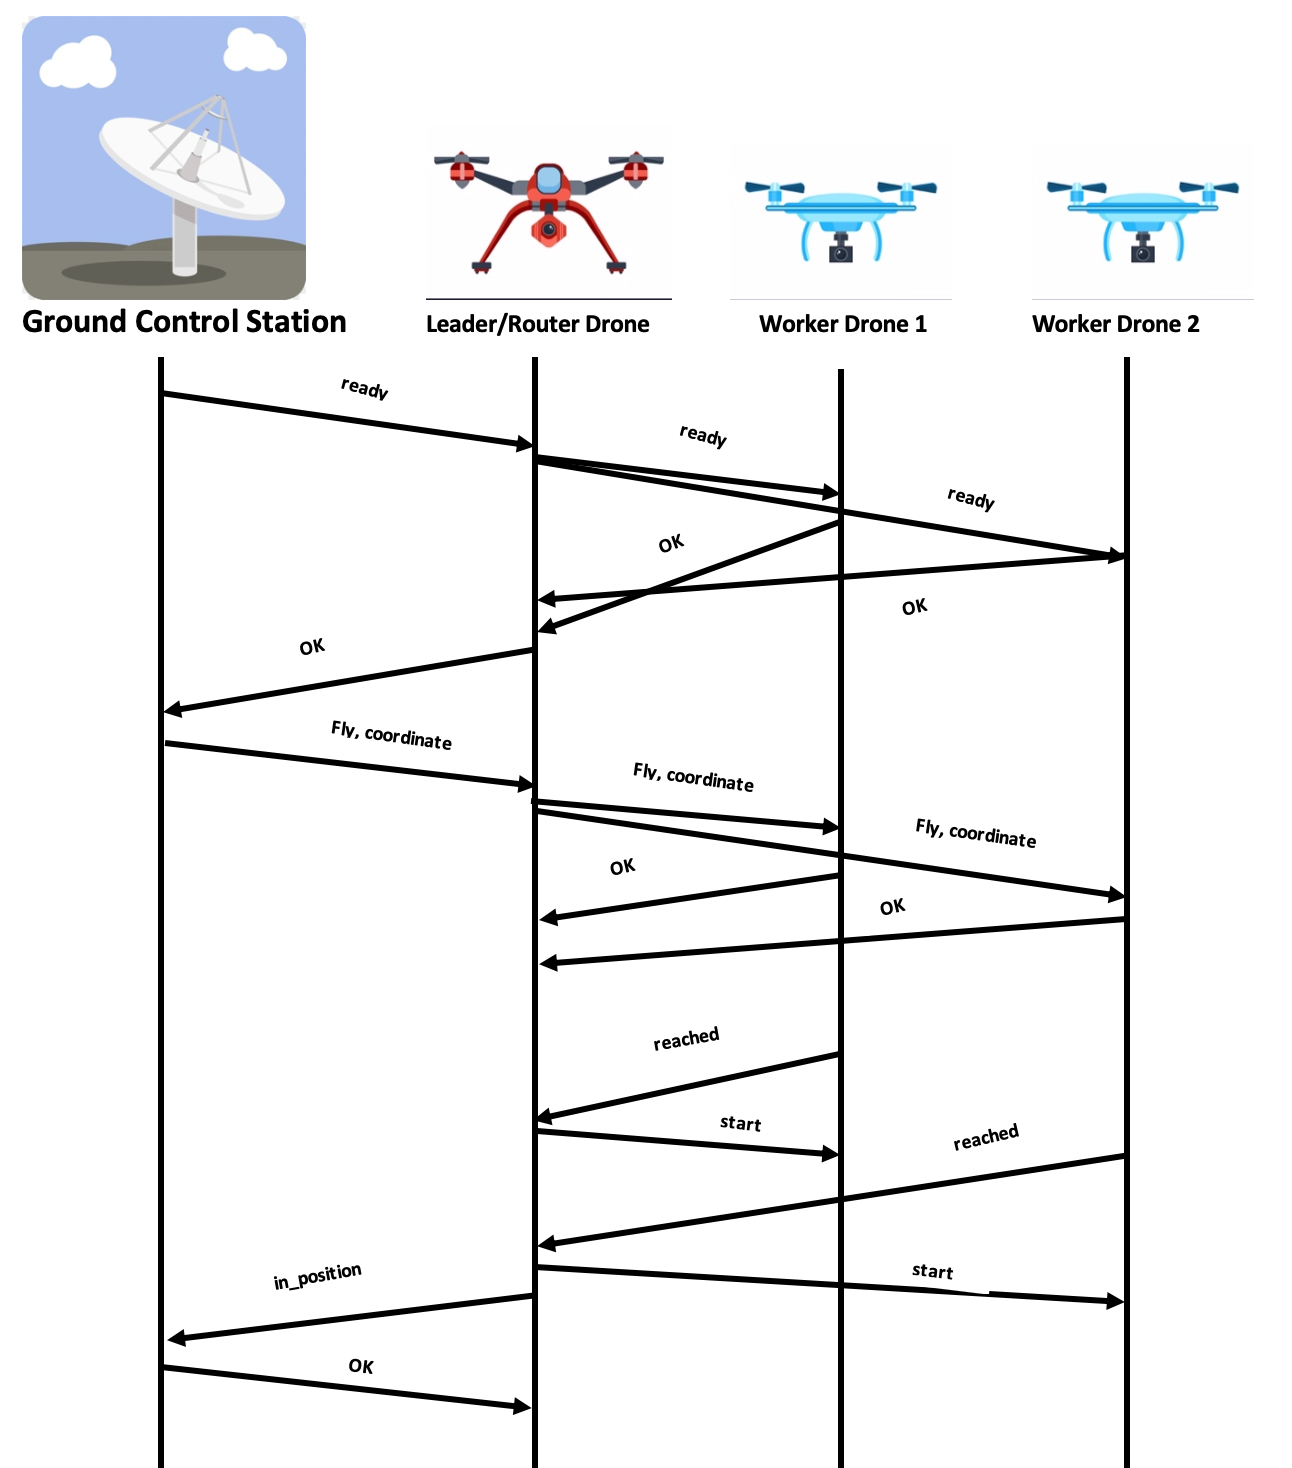 Ground Control Station
Leader/Router Drone
Worker Drone 1
Worker Drone 2
ready
ready
ready
OK
OK
OK
Fly, coordinate
Fly, coordinate
Fly, coordinate
OK
OK
reached
start
reached
in_position
start
OK